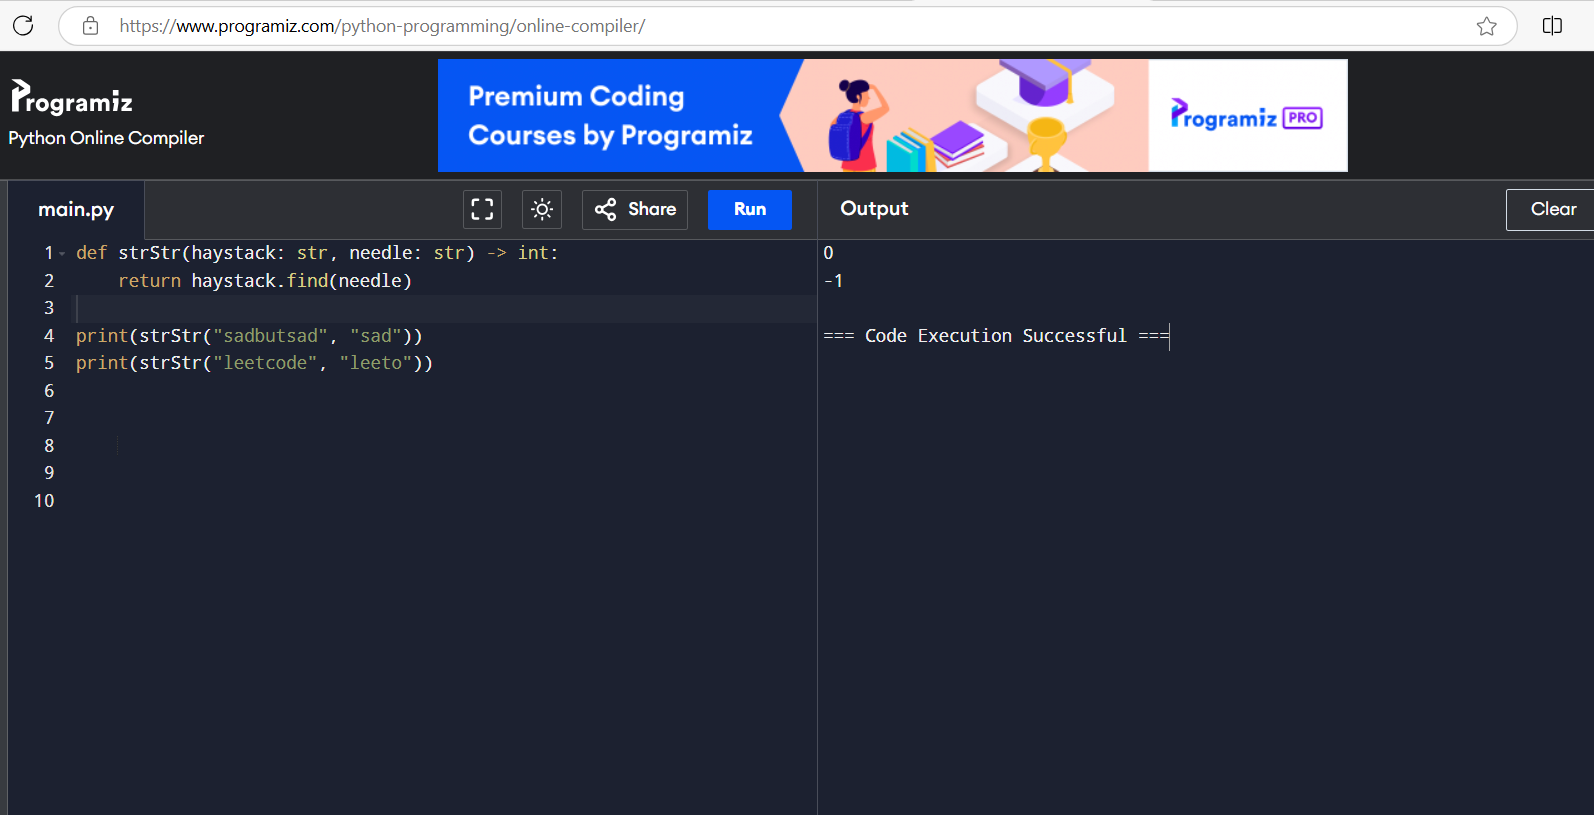 https://www.programiz.com/python-programming/online-compiler/
Programiz
Python Online Compiler
Premium Coding
Courses by Programiz
Programiz PRO
main.py
Share
Run
Output
Clear
1 def strStr(haystack: str, needle: str) -> int:
2     return haystack.find(needle)
3
4 print(strStr("sadbutsad", "sad"))
5 print(strStr("leetcode", "leeto"))
6
7
8
9
10
0
-1
=== Code Execution Successful ===